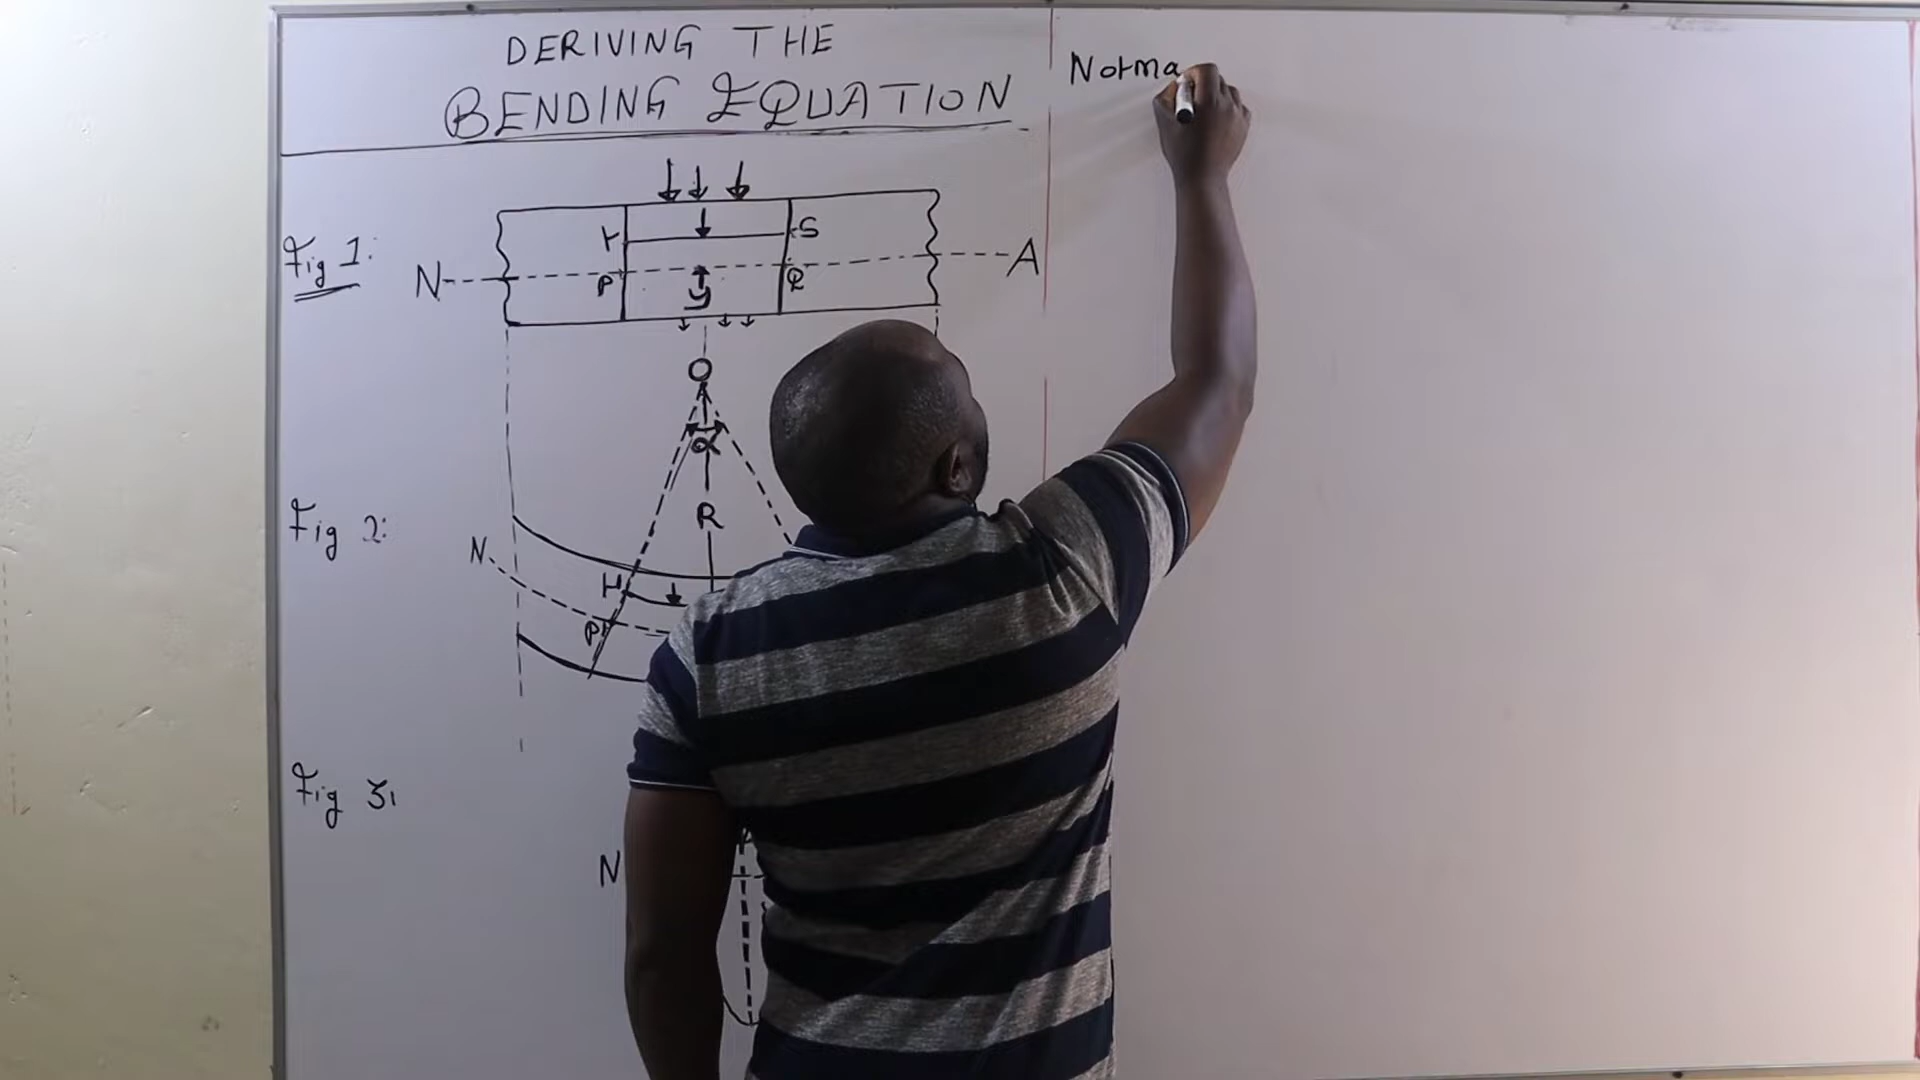 DERIVING THE
BENDING EQUATION
Norma
Fig 1:
r S
N A
P Q
y
O
α
R
Fig 2:
N
H
P'
Fig 3:
N